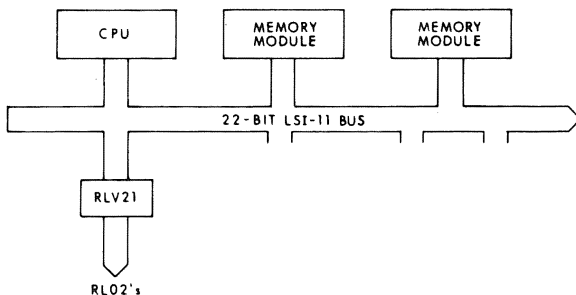 CPU
MEMORY
MODULE
MEMORY
MODULE
22-BIT LSI-11 BUS
RLV21
RL02's